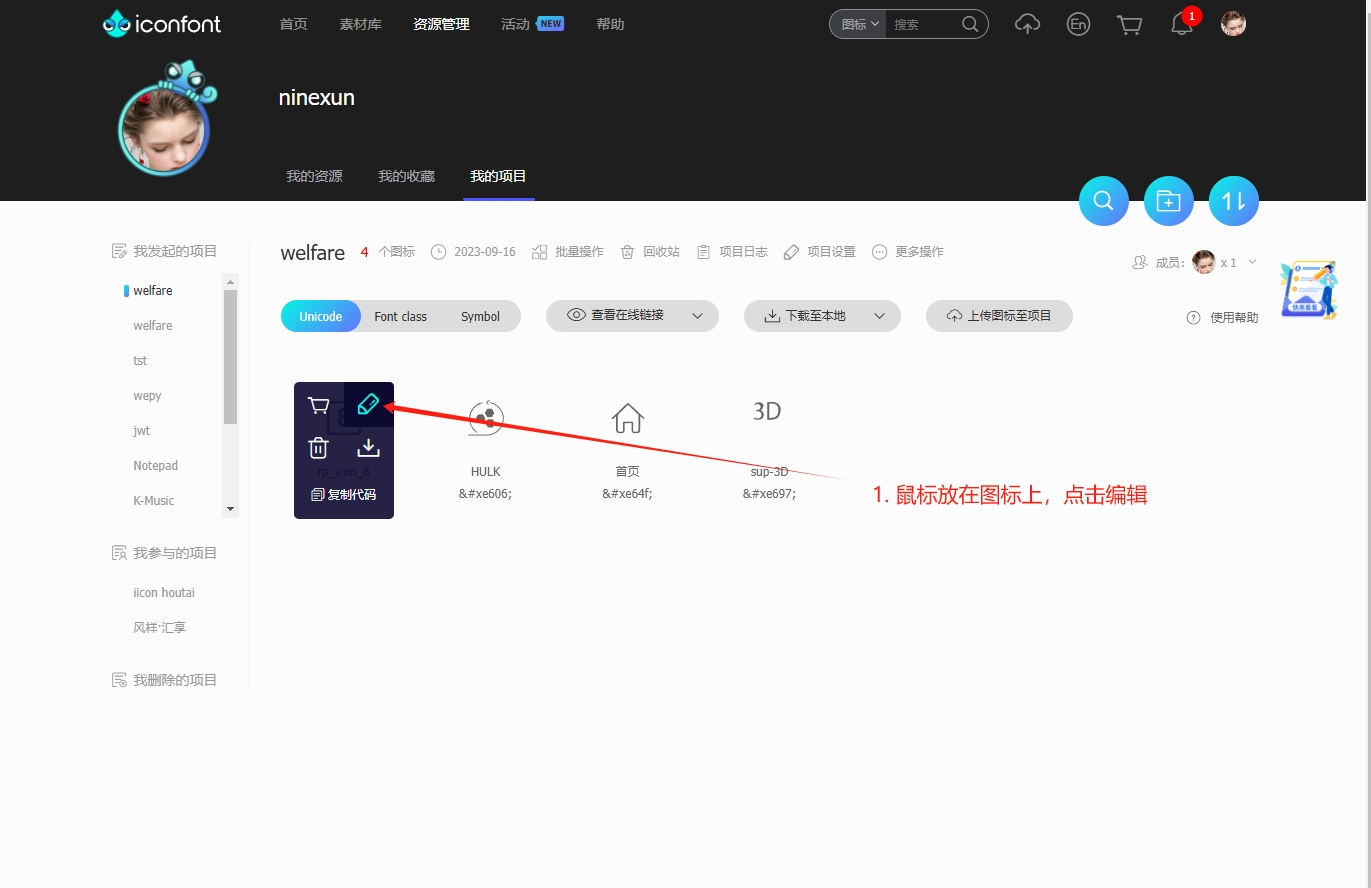 iconfont 首页 素材库 资源管理 活动 NEW 帮助 图标 搜索 En 1
ninexun
我的资源 我的收藏 我的项目
我发起的项目
welfare
welfare
tst
wepy
jwt
Notepad
K-Music
我参与的项目
iicon houtai
风样·汇享
我删除的项目
welfare 4 个图标 2023-09-16 批量操作 回收站 项目日志 项目设置 更多操作
成员: x 1
Unicode Font class Symbol 查看在线链接 下载至本地 上传图标至项目
使用帮助
快来看看
8
rp_icon_8
复制代码
HULK
&#xe606;
首页
&#xe64f;
3D
sup-3D
&#xe697;
1. 鼠标放在图标上，点击编辑